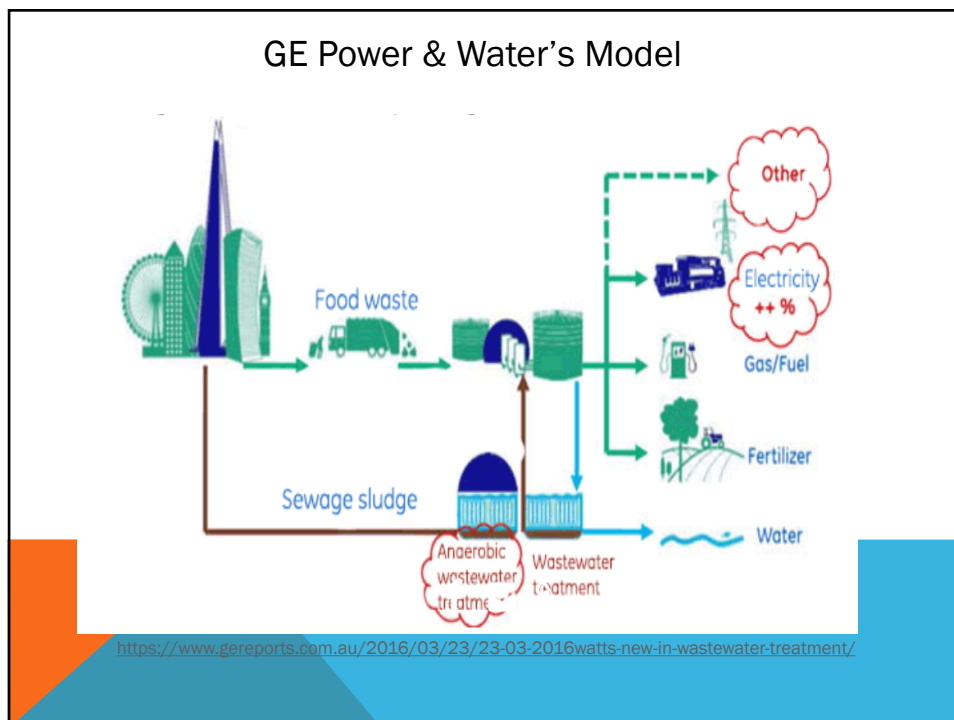 GE Power & Water’s Model
Other
Electricity
++ %
Food waste
Gas/Fuel
Fertilizer
Sewage sludge
Water
Anaerobic
wastewater
Wastewater
treatment
https://www.gereports.com.au/2016/03/23/23-03-2016watts-new-in-wastewater-treatment/